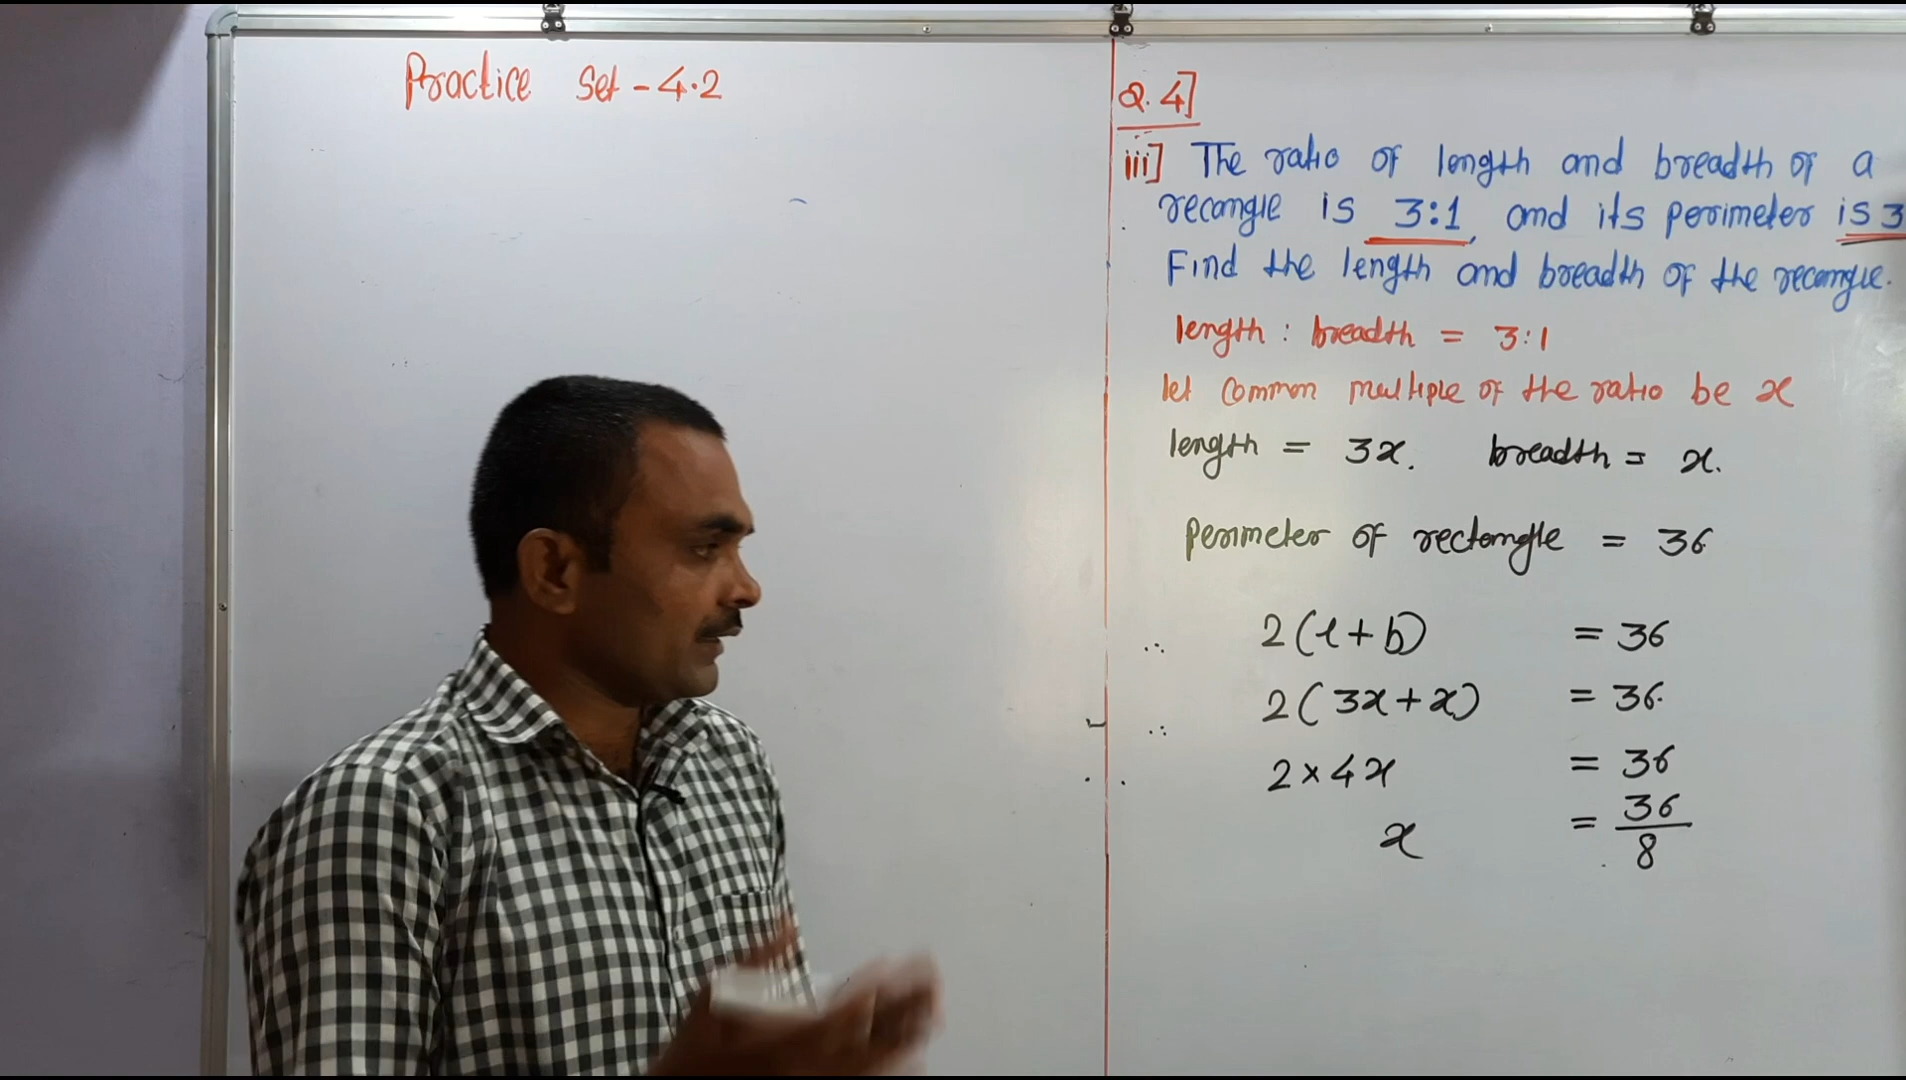 Practice Set - 4.2
Q. 4]
iii] The ratio of length and breadth of a
recangle is 3:1, and its perimeter is 3
Find the length and breadth of the recangle.
length : breadth = 3:1
let common multiple of the ratio be x
length = 3x. breadth = x.
perimeter of rectangle = 36
∴ 2(l+b) = 36
∴ 2(3x+x) = 36.
2×4x = 36
x = 36/8